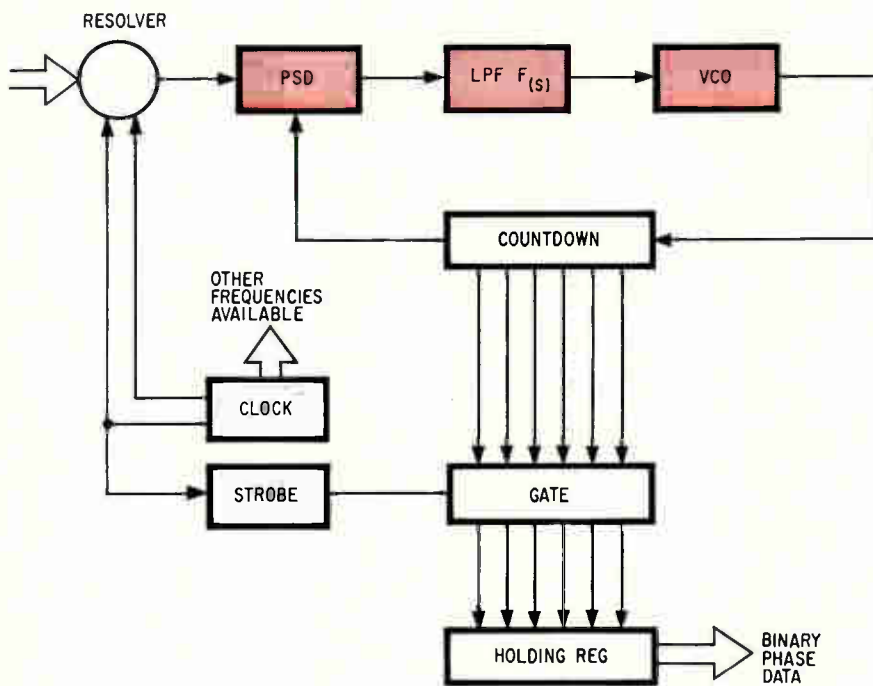 RESOLVER
PSD
LPF F(S)
VCO
COUNTDOWN
OTHER
FREQUENCIES
AVAILABLE
CLOCK
STROBE
GATE
HOLDING REG
BINARY
PHASE
DATA